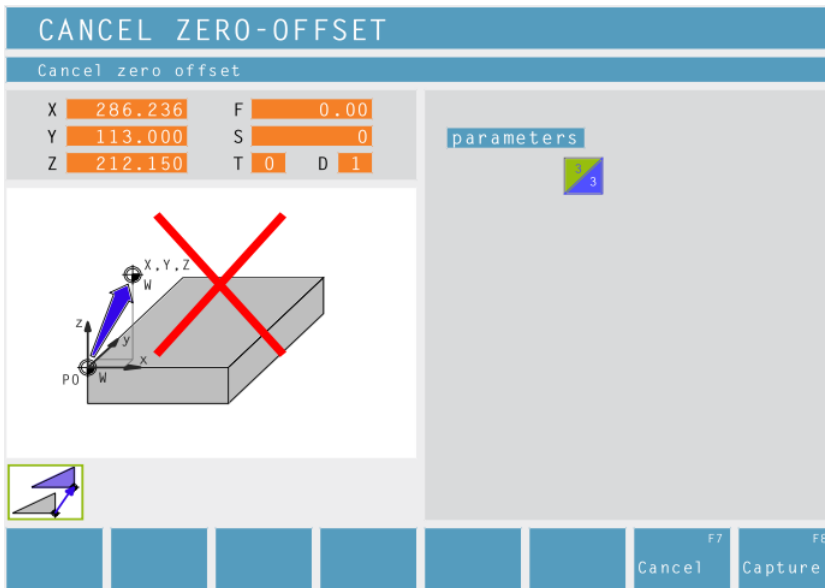 CANCEL ZERO-OFFSET
Cancel zero offset
X 286.236 F 0.00
Y 113.000 S 0
Z 212.150 T 0 D 1
parameters
3
3
X,Y,Z
W
z
y
x
PO W
F7 F8
Cancel Capture